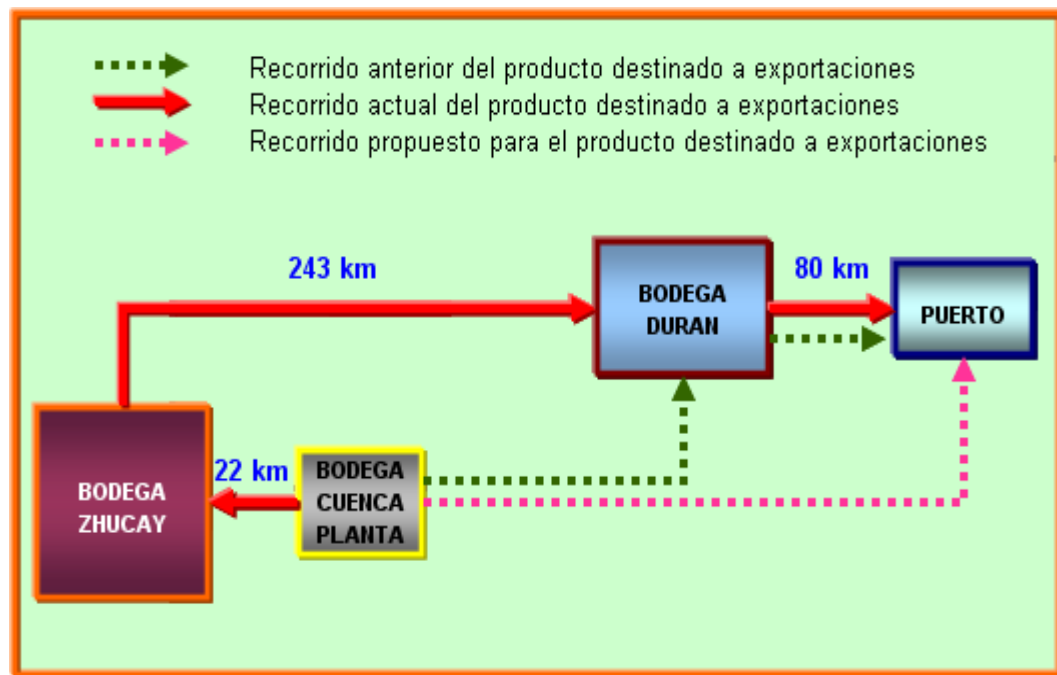 Recorrido anterior del producto destinado a exportaciones
Recorrido actual del producto destinado a exportaciones
Recorrido propuesto para el producto destinado a exportaciones
243 km
80 km
BODEGA
DURAN
PUERTO
22 km
BODEGA
ZHUCAY
BODEGA
CUENCA
PLANTA